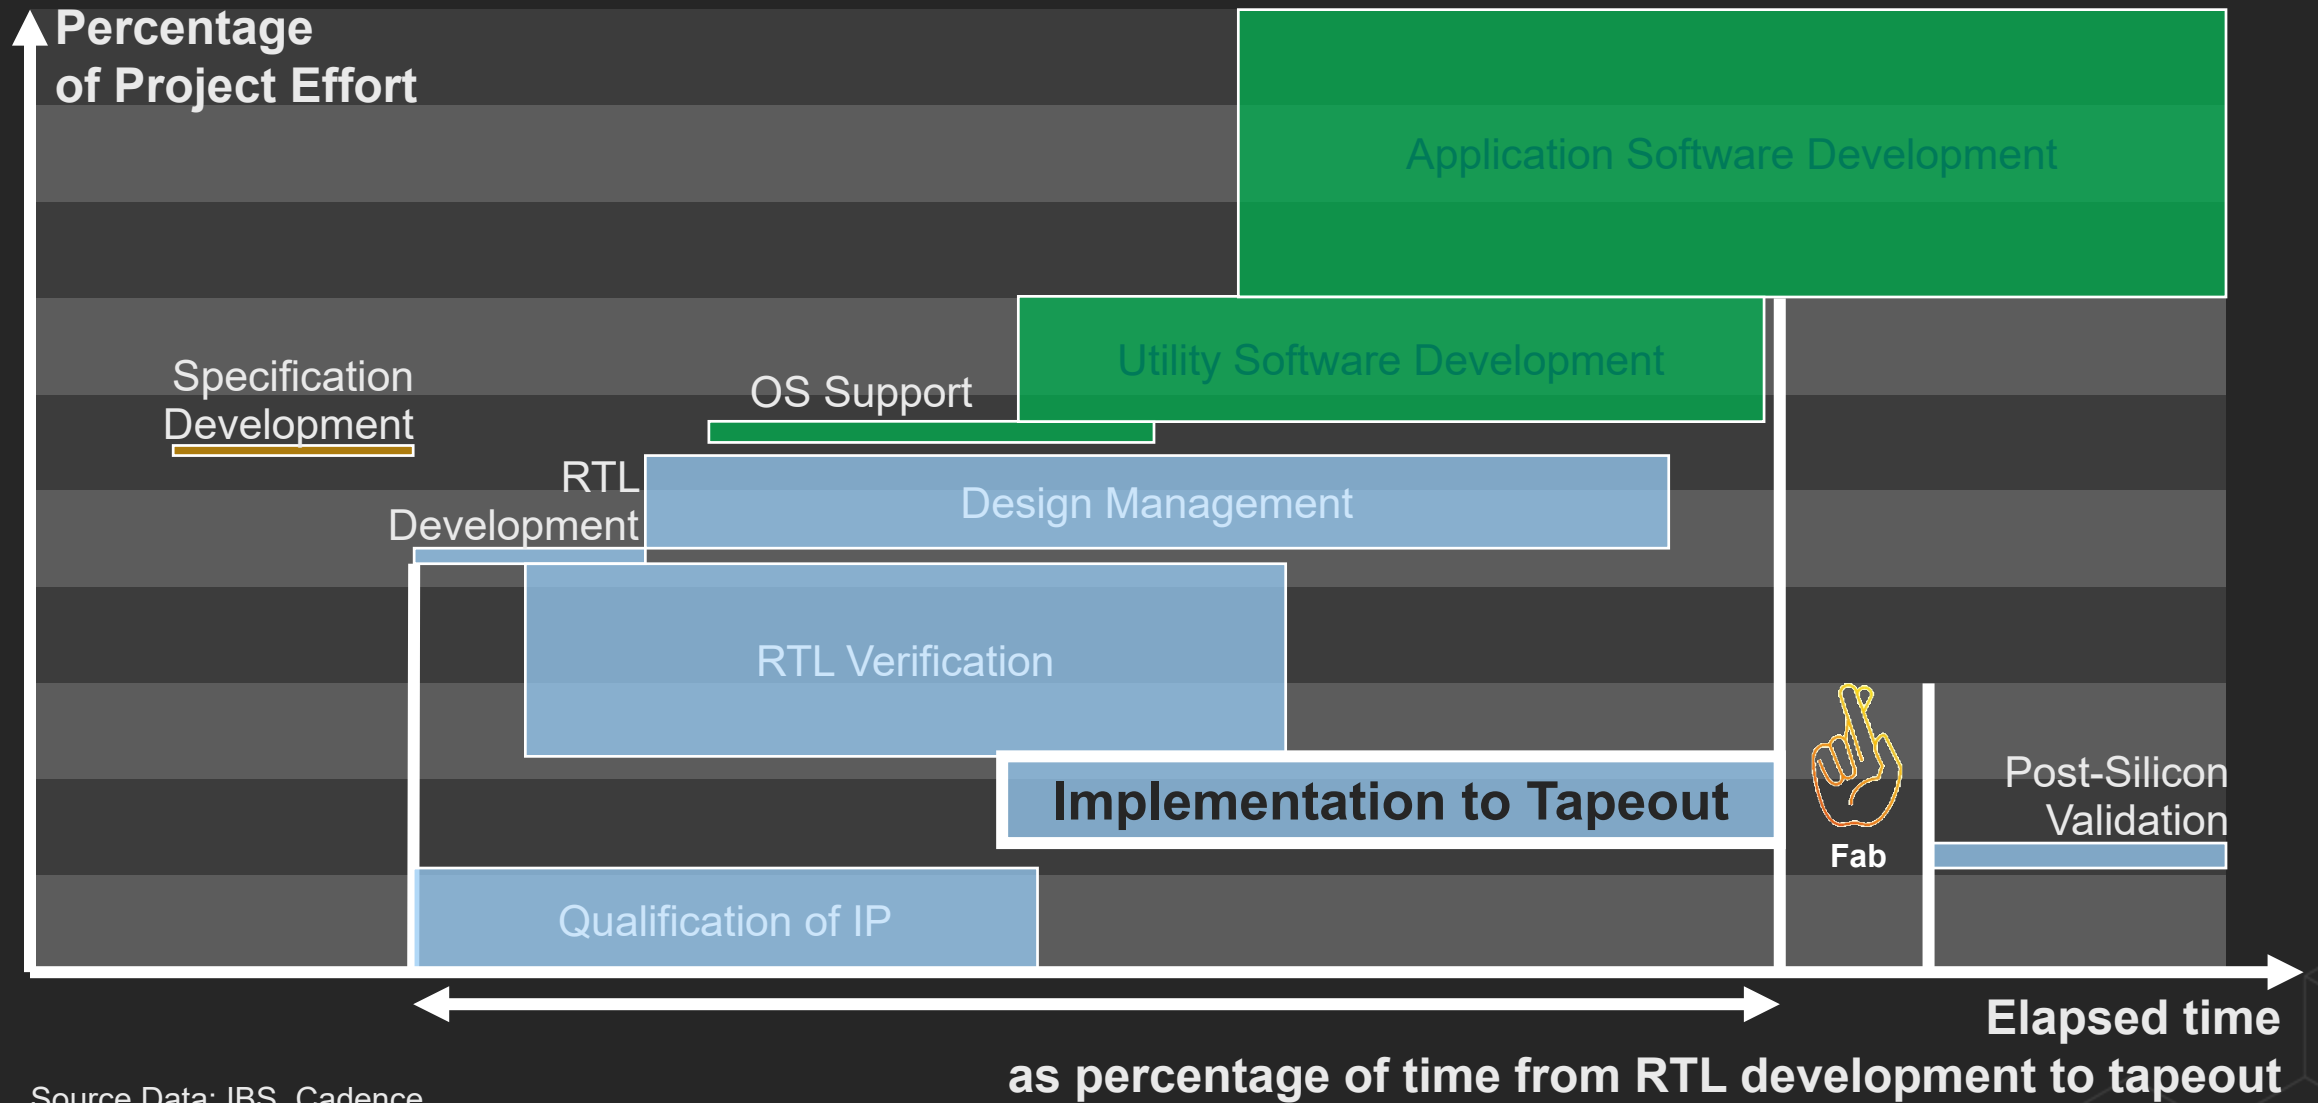 Percentage
of Project Effort
Application Software Development
Utility Software Development
Specification
Development
OS Support
RTL
Development
Design Management
RTL Verification
Implementation to Tapeout
Post-Silicon
Validation
Fab
Qualification of IP
Elapsed time
as percentage of time from RTL development to tapeout
Source Data: IBS, Cadence